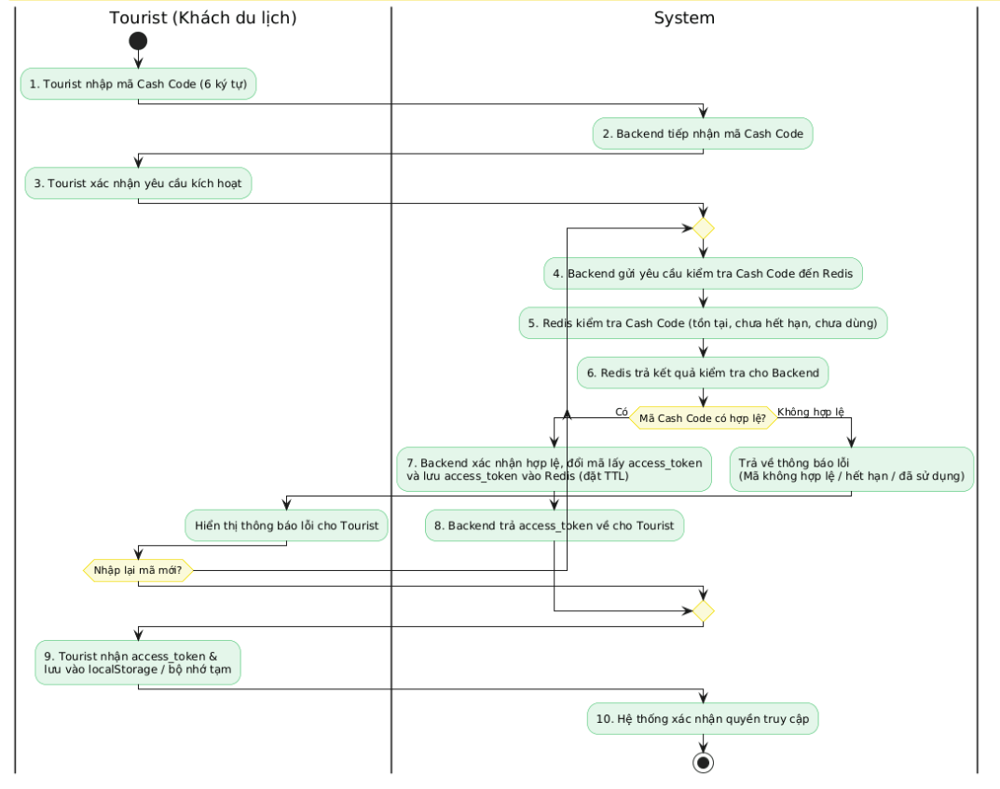 Tourist (Khách du lịch)
System
1. Tourist nhập mã Cash Code (6 ký tự)
2. Backend tiếp nhận mã Cash Code
3. Tourist xác nhận yêu cầu kích hoạt
4. Backend gửi yêu cầu kiểm tra Cash Code đến Redis
5. Redis kiểm tra Cash Code (tồn tại, chưa hết hạn, chưa dùng)
6. Redis trả kết quả kiểm tra cho Backend
Có
Mã Cash Code có hợp lệ?
Không hợp lệ
7. Backend xác nhận hợp lệ, đổi mã lấy access_token
và lưu access_token vào Redis (đặt TTL)
Trả về thông báo lỗi
(Mã không hợp lệ / hết hạn / đã sử dụng)
Hiển thị thông báo lỗi cho Tourist
8. Backend trả access_token về cho Tourist
Nhập lại mã mới?
9. Tourist nhận access_token &
lưu vào localStorage / bộ nhớ tạm
10. Hệ thống xác nhận quyền truy cập